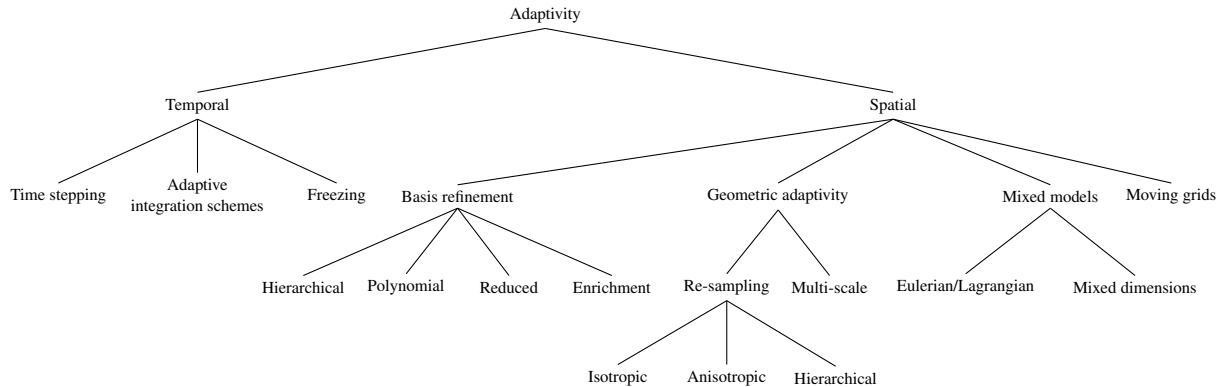 Adaptivity
Temporal
Spatial
Time stepping
Adaptive
integration schemes
Freezing
Basis refinement
Geometric adaptivity
Mixed models
Moving grids
Hierarchical
Polynomial
Reduced
Enrichment
Re-sampling
Multi-scale
Eulerian/Lagrangian
Mixed dimensions
Isotropic
Anisotropic
Hierarchical